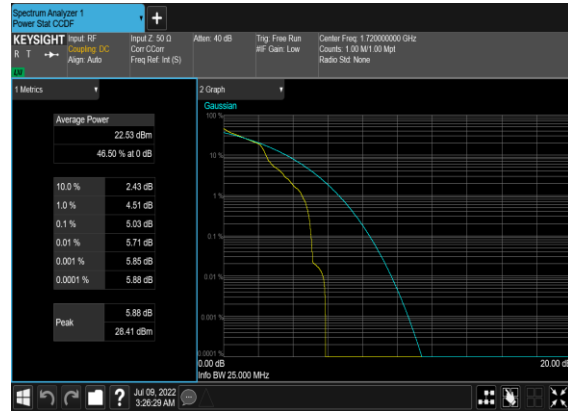 Spectrum Analyzer 1
Power Stat CCDF
+
KEYSIGHT
R T
LXI
Input: RF
Coupling: DC
Align: Auto
Input Z: 50 Ω
Corr CCorr
Freq Ref: Int (S)
Atten: 40 dB
Trig: Free Run
#IF Gain: Low
Center Freq: 1.720000000 GHz
Counts: 1.00 M/1.00 Mpt
Radio Std: None
1 Metrics
Average Power
22.53 dBm
46.50 % at 0 dB
10.0 % 2.43 dB
1.0 % 4.51 dB
0.1 % 5.03 dB
0.01 % 5.71 dB
0.001 % 5.85 dB
0.0001 % 5.88 dB
Peak
5.88 dB
28.41 dBm
2 Graph
Gaussian
100 %
10 %
1 %
0.1 %
0.01 %
0.001 %
0.0001 %
0.00 dB 20.00 dB
Info BW 25.000 MHz
?
Jul 09, 2022
3:26:29 AM